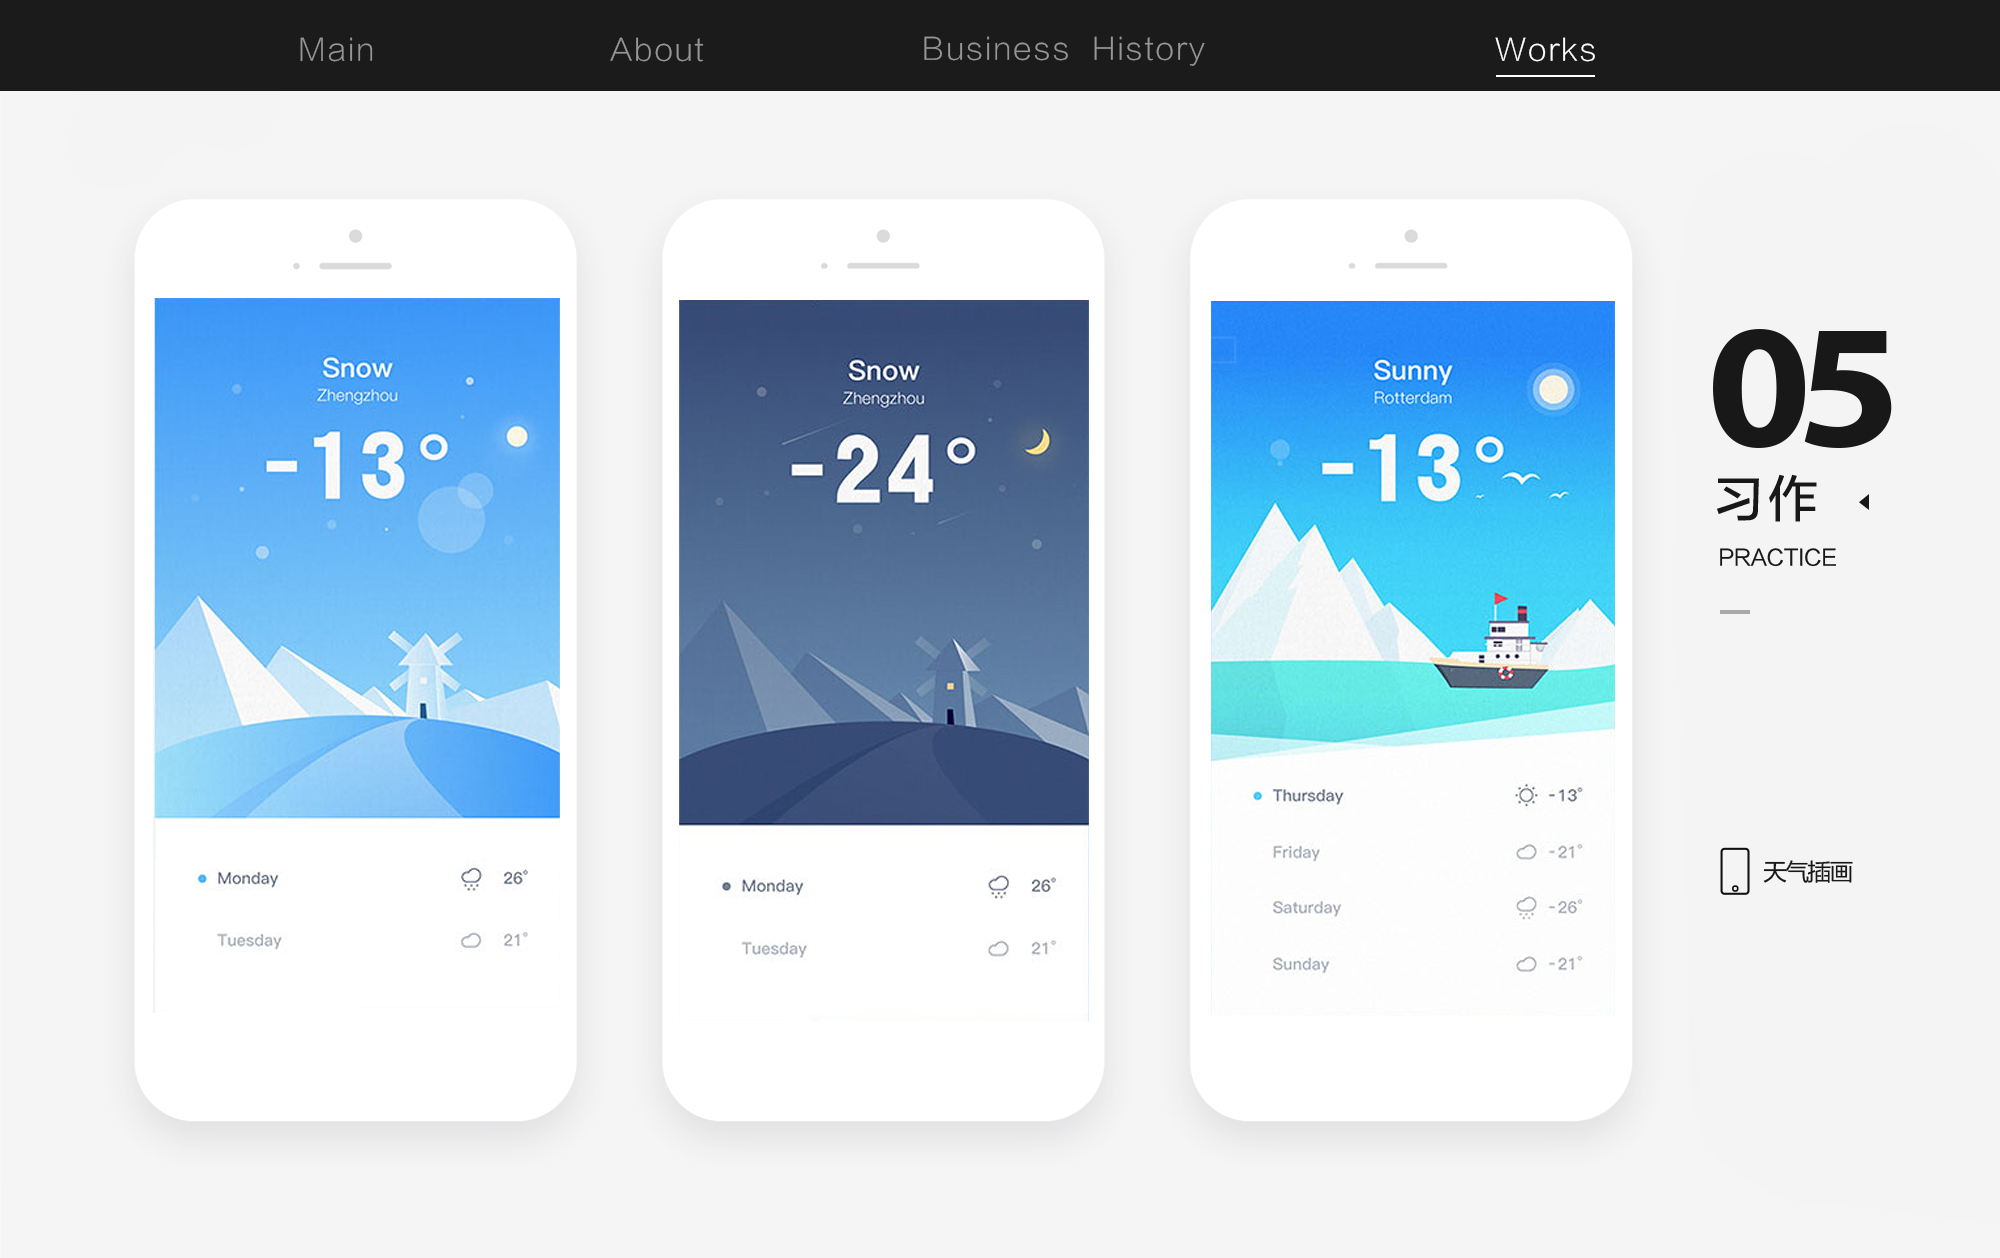 Main About Business History Works
Snow
Zhengzhou
-13°
Monday 26°
Tuesday 21°
Snow
Zhengzhou
-24°
Monday 26°
Tuesday 21°
Sunny
Rotterdam
-13°
Thursday -13°
Friday -21°
Saturday -26°
Sunday -21°
05
习作
PRACTICE
天气插画